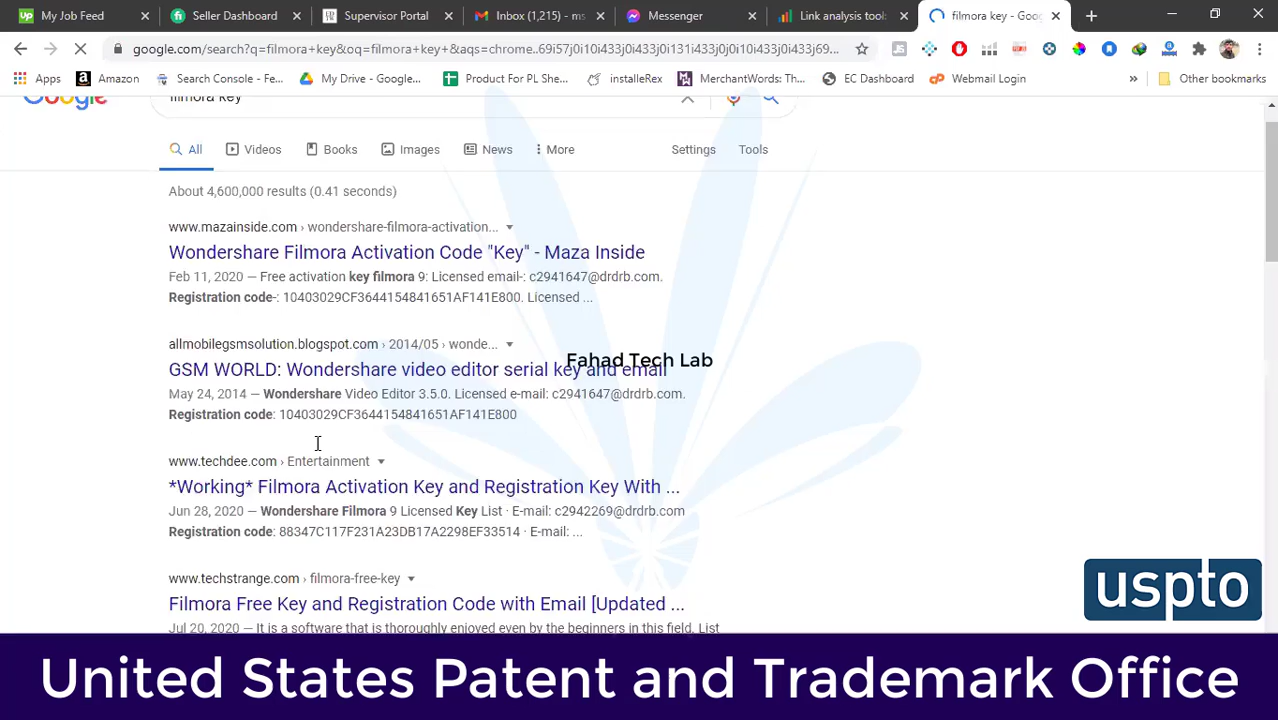 My Job Feed
Seller Dashboard
Supervisor Portal
Inbox (1,215) - ms
Messenger
Link analysis tool:
filmora key - Goo
google.com/search?q=filmora+key&oq=filmora+key+&aqs=chrome..69i57j0i10i433j0i131i433j0i10i433j0i433j69...
Apps
Amazon
Search Console - Fe...
My Drive - Google...
Product For PL She...
installeRex
MerchantWords: Th...
EC Dashboard
Webmail Login
Other bookmarks
Google
filmora key
All
Videos
Books
Images
News
More
Settings
Tools
About 4,600,000 results (0.41 seconds)
www.mazainside.com › wondershare-filmora-activation...
Wondershare Filmora Activation Code "Key" - Maza Inside
Feb 11, 2020 — Free activation key filmora 9: Licensed email-: c2941647@drdrb.com.
Registration code-: 10403029CF3644154841651AF141E800. Licensed ...
allmobilegsmsolution.blogspot.com › 2014/05 › wonde...
GSM WORLD: Wondershare video editor serial key and email
Fahad Tech Lab
May 24, 2014 — Wondershare Video Editor 3.5.0. Licensed e-mail: c2941647@drdrb.com.
Registration code: 10403029CF3644154841651AF141E800
www.techdee.com › Entertainment
*Working* Filmora Activation Key and Registration Key With ...
Jun 28, 2020 — Wondershare Filmora 9 Licensed Key List · E-mail: c2942269@drdrb.com
Registration code: 88347C117F231A23DB17A2298EF33514 · E-mail: ...
www.techstrange.com › filmora-free-key
Filmora Free Key and Registration Code with Email [Updated ...
Jul 20, 2020 — It is a software that is thoroughly enjoyed even by the beginners in this field. List
uspto
United States Patent and Trademark Office